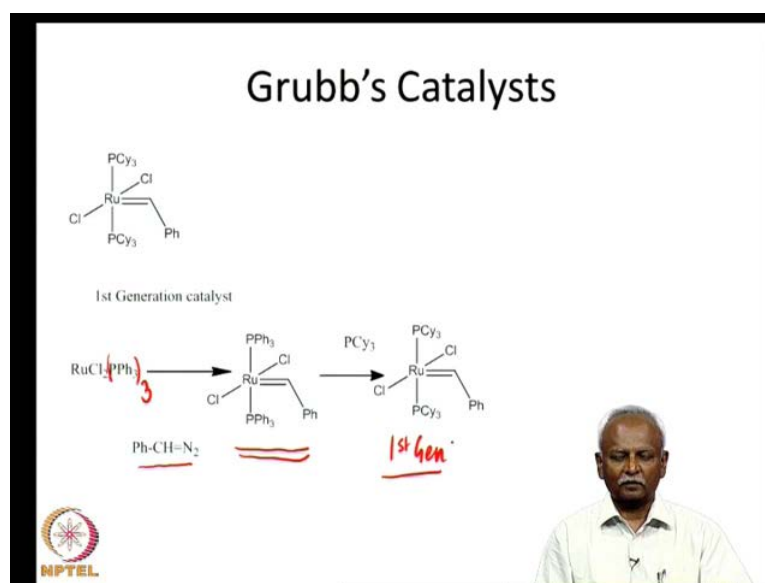 Grubb's Catalysts
PCy3
Cl
Ru
Cl
PCy3
Ph
1st Generation catalyst
RuCl2(PPh3)3
Ph-CH=N2
PPh3
Cl
Ru
Cl
PPh3
Ph
PCy3
PCy3
Cl
Ru
Cl
PCy3
Ph
1st Gen.
NPTEL